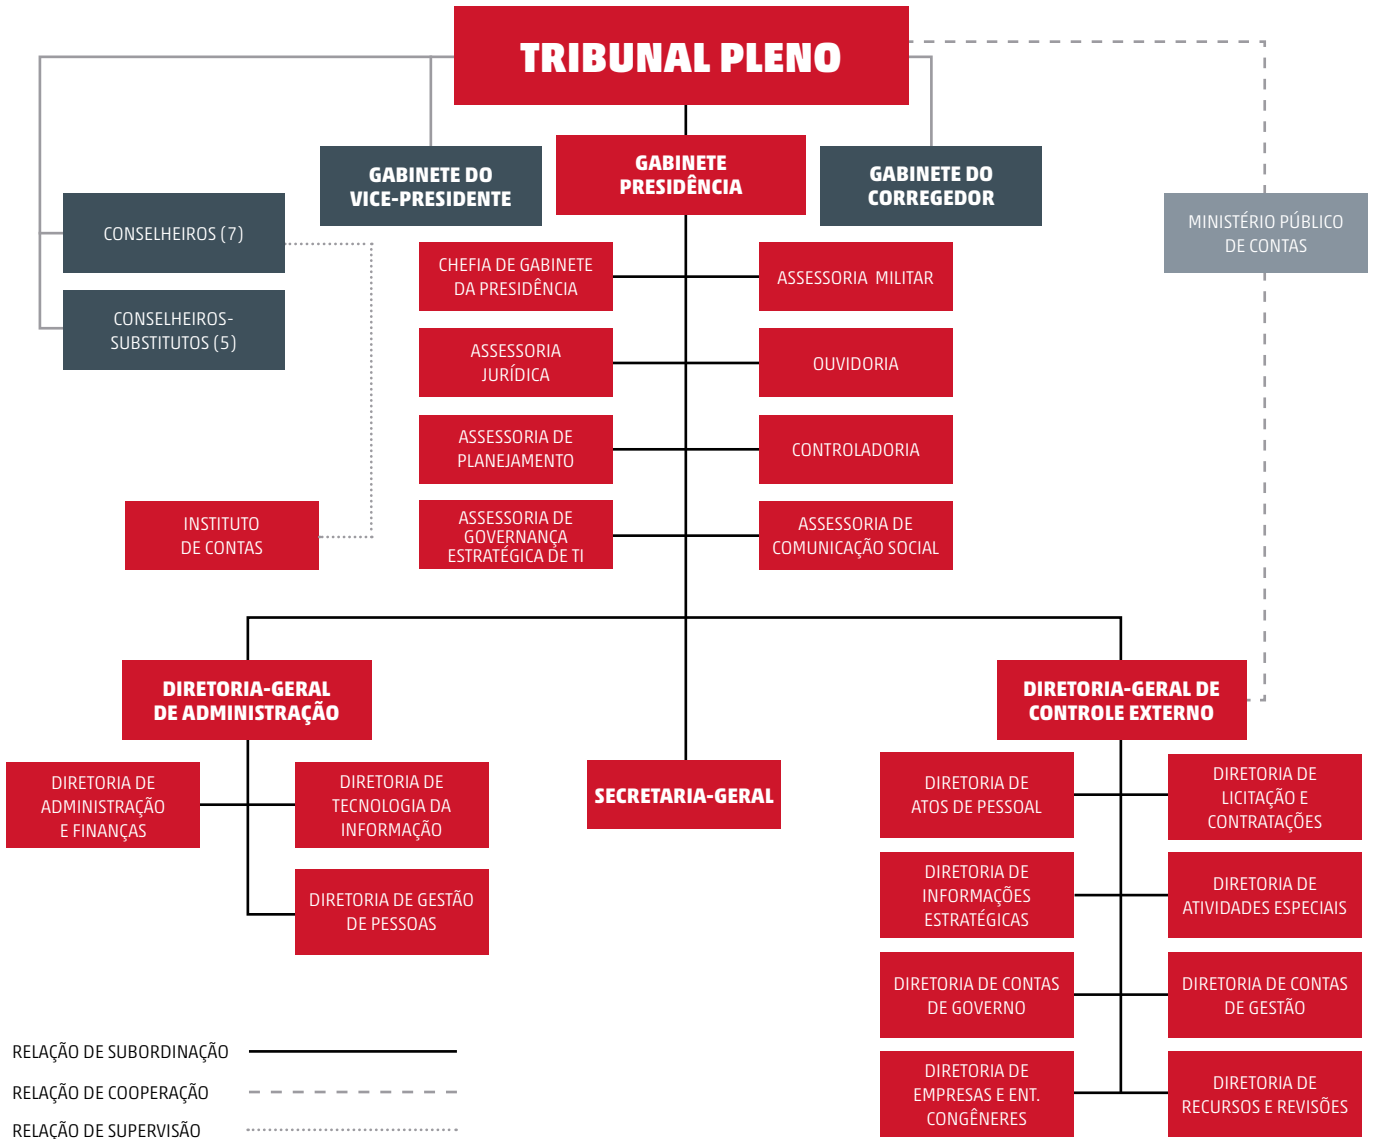 TRIBUNAL PLENO
GABINETE DO
VICE-PRESIDENTE
GABINETE
PRESIDÊNCIA
GABINETE DO
CORREGEDOR
CONSELHEIROS (7)
MINISTÉRIO PÚBLICO
DE CONTAS
CONSELHEIROS-
SUBSTITUTOS (5)
CHEFIA DE GABINETE
DA PRESIDÊNCIA
ASSESSORIA MILITAR
ASSESSORIA
JURÍDICA
OUVIDORIA
ASSESSORIA DE
PLANEJAMENTO
CONTROLADORIA
INSTITUTO
DE CONTAS
ASSESSORIA DE
GOVERNANÇA
ESTRATÉGICA DE TI
ASSESSORIA DE
COMUNICAÇÃO SOCIAL
DIRETORIA-GERAL
DE ADMINISTRAÇÃO
DIRETORIA-GERAL DE
CONTROLE EXTERNO
DIRETORIA DE
ADMINISTRAÇÃO
E FINANÇAS
DIRETORIA DE
TECNOLOGIA DA
INFORMAÇÃO
DIRETORIA DE GESTÃO
DE PESSOAS
SECRETARIA-GERAL
DIRETORIA DE
ATOS DE PESSOAL
DIRETORIA DE
LICITAÇÃO E
CONTRATAÇÕES
DIRETORIA DE
INFORMAÇÕES
ESTRATÉGICAS
DIRETORIA DE
ATIVIDADES ESPECIAIS
DIRETORIA DE CONTAS
DE GOVERNO
DIRETORIA DE CONTAS
DE GESTÃO
DIRETORIA DE
EMPRESAS E ENT.
CONGÊNERES
DIRETORIA DE
RECURSOS E REVISÕES
RELAÇÃO DE SUBORDINAÇÃO
RELAÇÃO DE COOPERAÇÃO
RELAÇÃO DE SUPERVISÃO